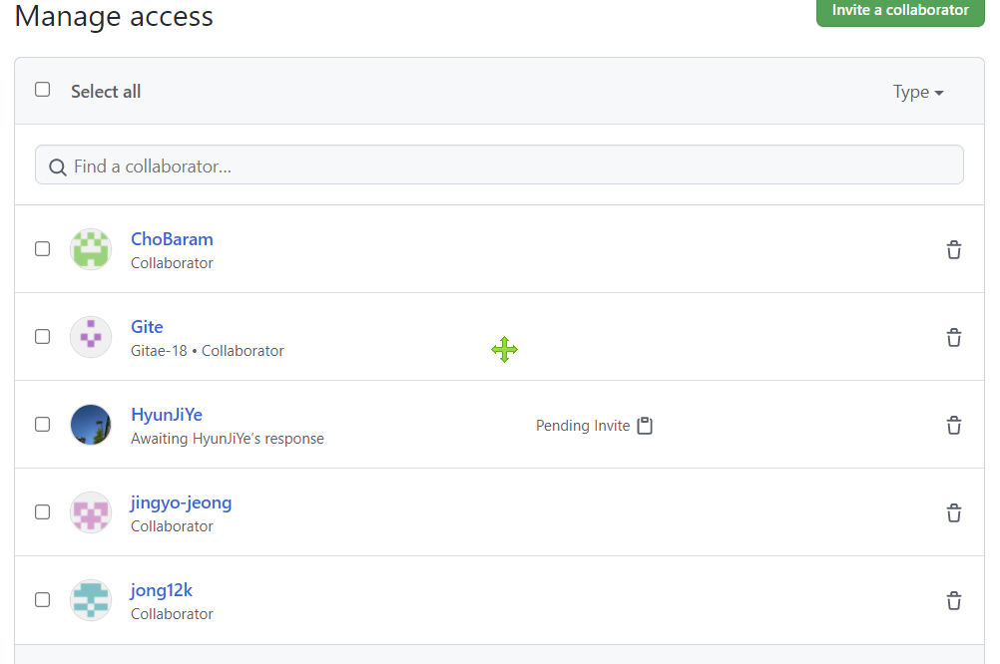 Manage access
Invite a collaborator
Select all
Type
Find a collaborator...
ChoBaram
Collaborator
Gite
Gitae-18 • Collaborator
HyunJiYe
Awaiting HyunJiYe's response
Pending Invite
jingyo-jeong
Collaborator
jong12k
Collaborator